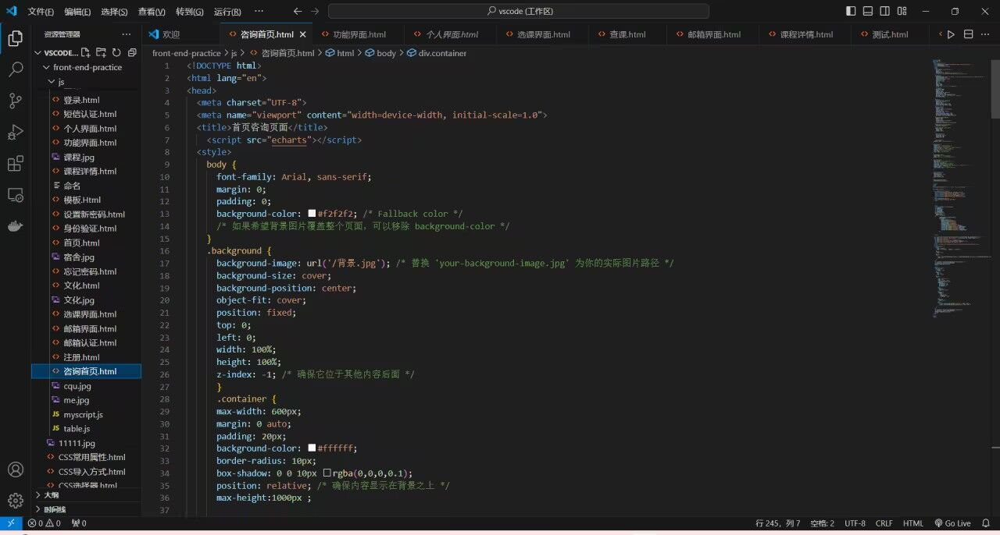 文件(F) 编辑(E) 选择(S) 查看(V) 转到(G) 运行(R) ··· vscode (工作区)
资源管理器 ···
欢迎 咨询首页.html 功能界面.html 个人界面.html 选课界面.html 查课.html 邮箱界面.html 课程详情.html 测试.html
VSCODE...
front-end-practice > js > 咨询首页.html > html > body > div.container
front-end-practice
js
登录.html
短信认证.html
个人界面.html
功能界面.html
课程.jpg
课程详情.html
命名
模板.Html
设置新密码.html
身份验证.html
首页.html
宿舍.jpg
忘记密码.html
文化.html
文化.jpg
选课界面.html
邮箱界面.html
邮箱认证.html
注册.html
咨询首页.html
cqu.jpg
me.jpg
JS myscript.js
JS table.js
11111.jpg
CSS常用属性.html
CSS导入方式.html
CSS选择器.html
大纲
时间线
1 <!DOCTYPE html>
2 <html lang="en">
3 <head>
4 <meta charset="UTF-8">
5 <meta name="viewport" content="width=device-width, initial-scale=1.0">
6 <title>首页咨询页面</title>
7 <script src="echarts"></script>
8 <style>
9 body {
10 font-family: Arial, sans-serif;
11 margin: 0;
12 padding: 0;
13 background-color: #f2f2f2; /* Fallback color */
14 /* 如果希望背景图片覆盖整个页面，可以移除 background-color */
15 }
16 .background {
17 background-image: url('/背景.jpg'); /* 替换 'your-background-image.jpg' 为你的实际图片路径 */
18 background-size: cover;
19 background-position: center;
20 object-fit: cover;
21 position: fixed;
22 top: 0;
23 left: 0;
24 width: 100%;
25 height: 100%;
26 z-index: -1; /* 确保它位于其他内容后面 */
27 }
28 .container {
29 max-width: 600px;
30 margin: 0 auto;
31 padding: 20px;
32 background-color: #ffffff;
33 border-radius: 10px;
34 box-shadow: 0 0 10px rgba(0,0,0,0.1);
35 position: relative; /* 确保内容显示在背景之上 */
36 max-height:1000px ;
37
0 0 0 行 245，列 7 空格: 2 UTF-8 CRLF HTML Go Live